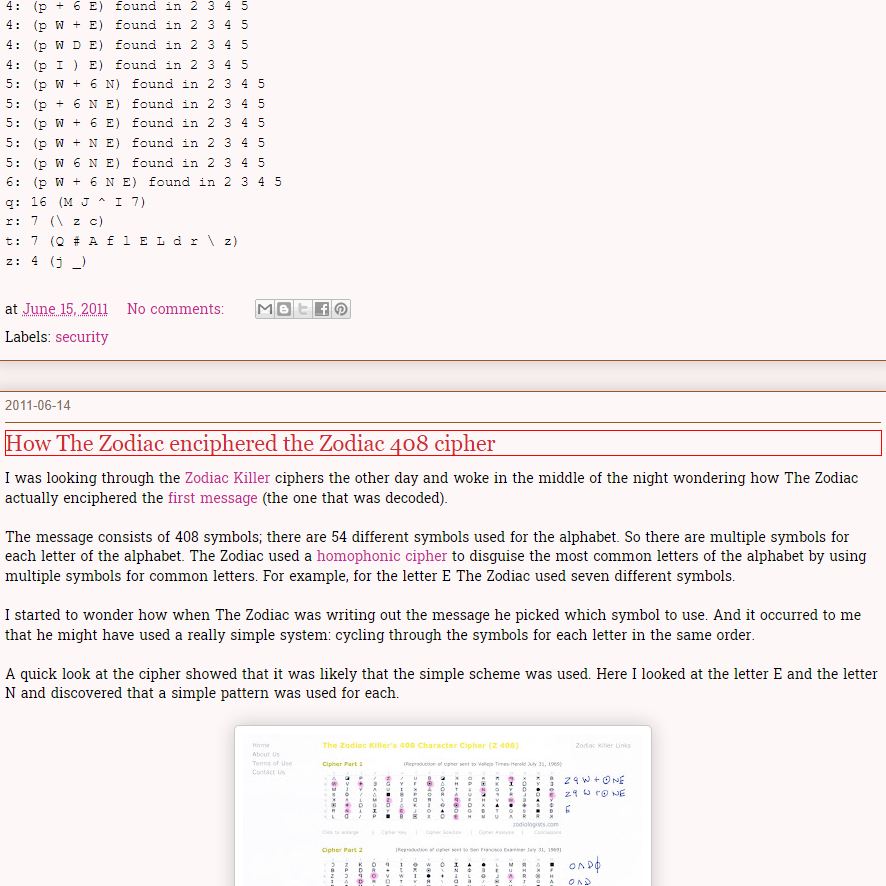 4: (p + 6 E) found in 2 3 4 5
4: (p W + E) found in 2 3 4 5
4: (p W D E) found in 2 3 4 5
4: (p I ) E) found in 2 3 4 5
5: (p W + 6 N) found in 2 3 4 5
5: (p + 6 N E) found in 2 3 4 5
5: (p W + 6 E) found in 2 3 4 5
5: (p W + N E) found in 2 3 4 5
5: (p W 6 N E) found in 2 3 4 5
6: (p W + 6 N E) found in 2 3 4 5
q: 16 (M J ^ I 7)
r: 7 (\ z c)
t: 7 (Q # A f l E L d r \ z)
z: 4 (j _)
at June 15, 2011 No comments:
Labels: security
2011-06-14
How The Zodiac enciphered the Zodiac 408 cipher
I was looking through the Zodiac Killer ciphers the other day and woke in the middle of the night wondering how The Zodiac
actually enciphered the first message (the one that was decoded).
The message consists of 408 symbols; there are 54 different symbols used for the alphabet. So there are multiple symbols for
each letter of the alphabet. The Zodiac used a homophonic cipher to disguise the most common letters of the alphabet by using
multiple symbols for common letters. For example, for the letter E The Zodiac used seven different symbols.
I started to wonder how when The Zodiac was writing out the message he picked which symbol to use. And it occurred to me
that he might have used a really simple system: cycling through the symbols for each letter in the same order.
A quick look at the cipher showed that it was likely that the simple scheme was used. Here I looked at the letter E and the letter
N and discovered that a simple pattern was used for each.
Home
The Zodiac Killer's 408 Character Cipher (Z 408)
Zodiac Killer Links
About Us
Terms of Use
Contact Us
Cipher Part 1
(Reproduction of cipher sent to Vallejo Times Herald July 31, 1969)
zodiologists.com
Click to enlarge | Cipher Key | Cipher Solution | Cipher Analysis | Conclusions
Cipher Part 2
(Reproduction of cipher sent to San Francisco Examiner July 31, 1969)